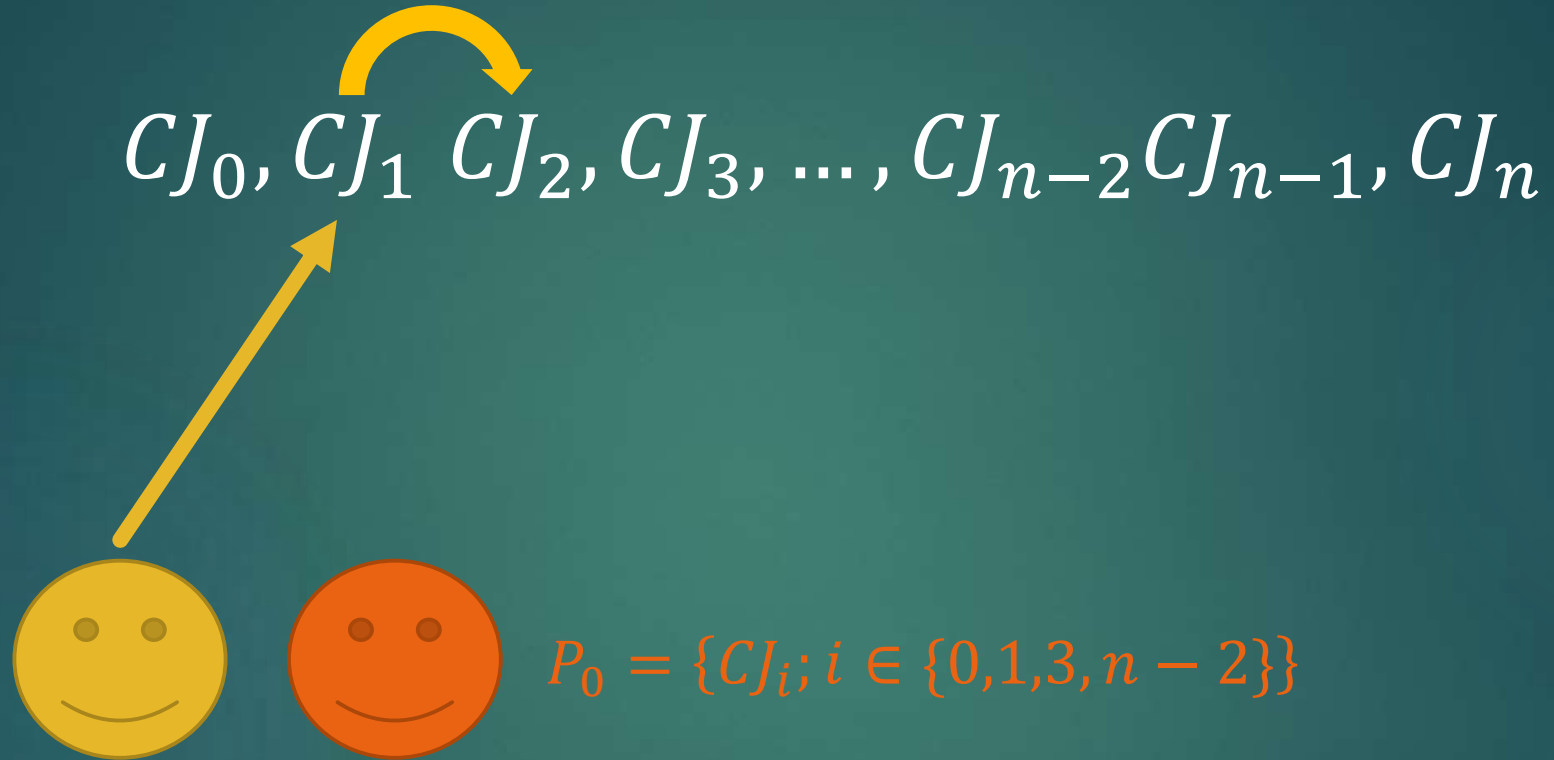 CJ₀, CJ₁ CJ₂, CJ₃, … , CJₙ₋₂CJₙ₋₁, CJₙ
P₀ = {CJᵢ; i ∈ {0,1,3, n − 2}}